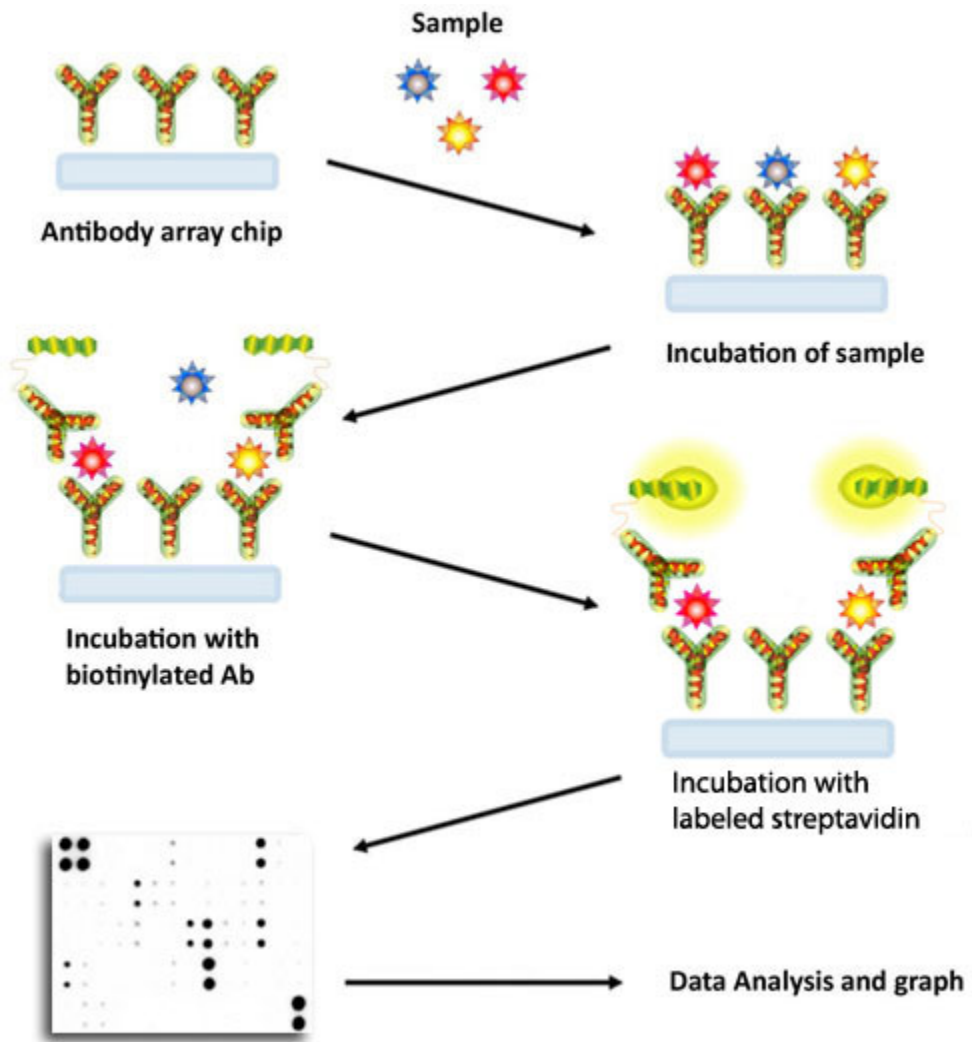 Sample
Antibody array chip
Incubation of sample
Incubation with
biotinylated Ab
Incubation with
labeled streptavidin
Data Analysis and graph